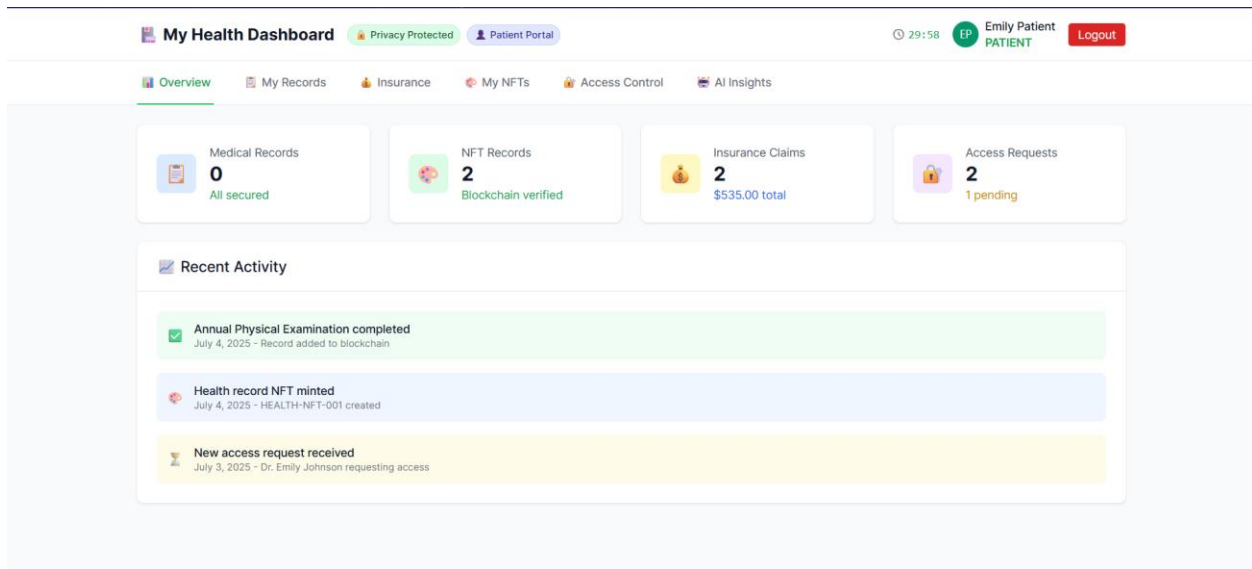 My Health Dashboard
Privacy Protected
Patient Portal
29:58
EP
Emily Patient
PATIENT
Logout
Overview
My Records
Insurance
My NFTs
Access Control
AI Insights
Medical Records
0
All secured
NFT Records
2
Blockchain verified
Insurance Claims
2
$535.00 total
Access Requests
2
1 pending
Recent Activity
Annual Physical Examination completed
July 4, 2025 - Record added to blockchain
Health record NFT minted
July 4, 2025 - HEALTH-NFT-001 created
New access request received
July 3, 2025 - Dr. Emily Johnson requesting access